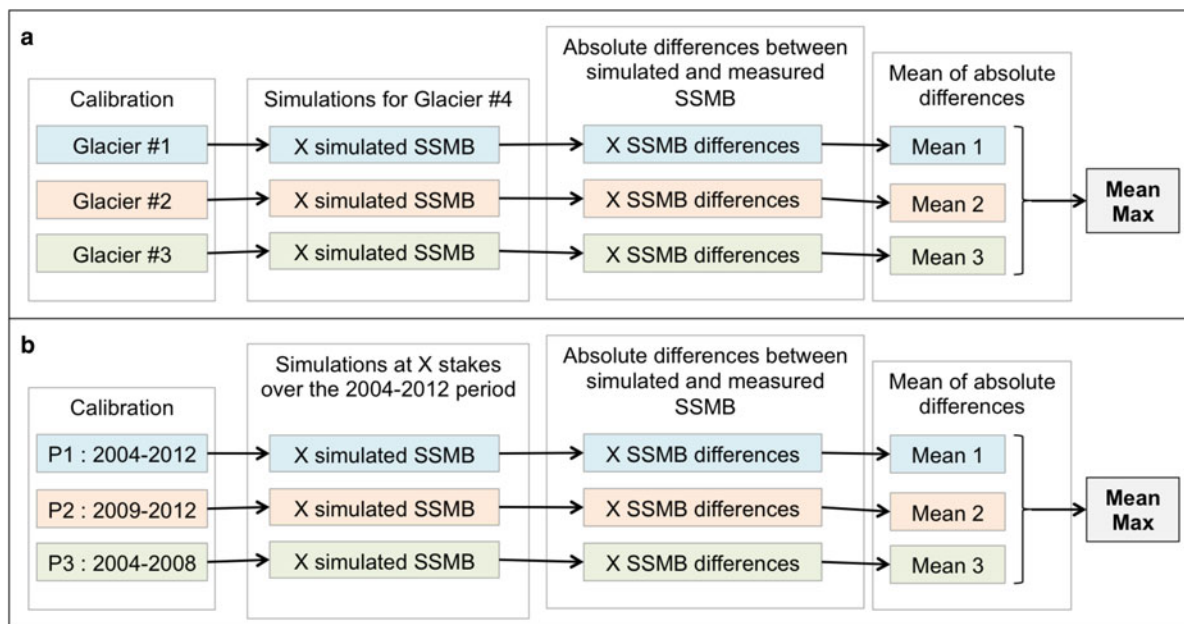 a
Calibration
Glacier #1
Glacier #2
Glacier #3
Simulations for Glacier #4
X simulated SSMB
X simulated SSMB
X simulated SSMB
Absolute differences between
simulated and measured
SSMB
X SSMB differences
X SSMB differences
X SSMB differences
Mean of absolute
differences
Mean 1
Mean 2
Mean 3
Mean
Max
b
Calibration
P1 : 2004-2012
P2 : 2009-2012
P3 : 2004-2008
Simulations at X stakes
over the 2004-2012 period
X simulated SSMB
X simulated SSMB
X simulated SSMB
Absolute differences between
simulated and measured
SSMB
X SSMB differences
X SSMB differences
X SSMB differences
Mean of absolute
differences
Mean 1
Mean 2
Mean 3
Mean
Max